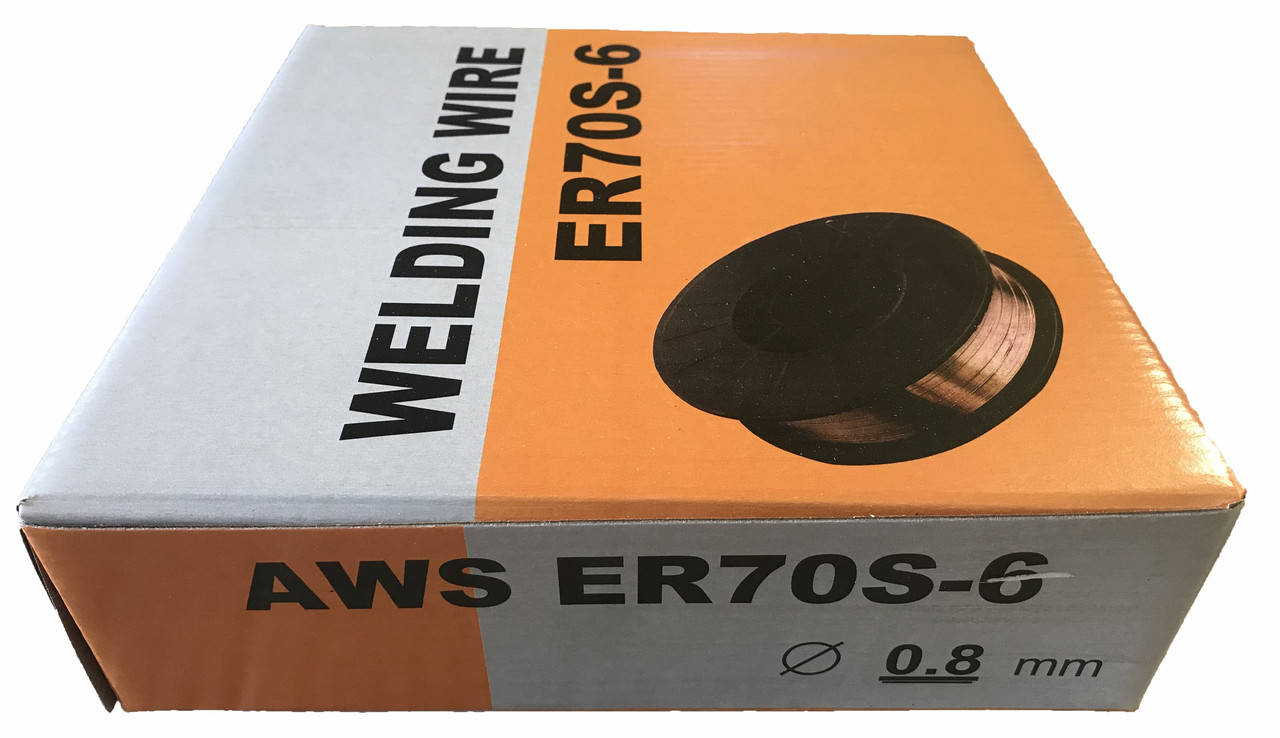 WELDING WIRE
ER70S-6
AWS ER70S-6
Ø 0.8 mm